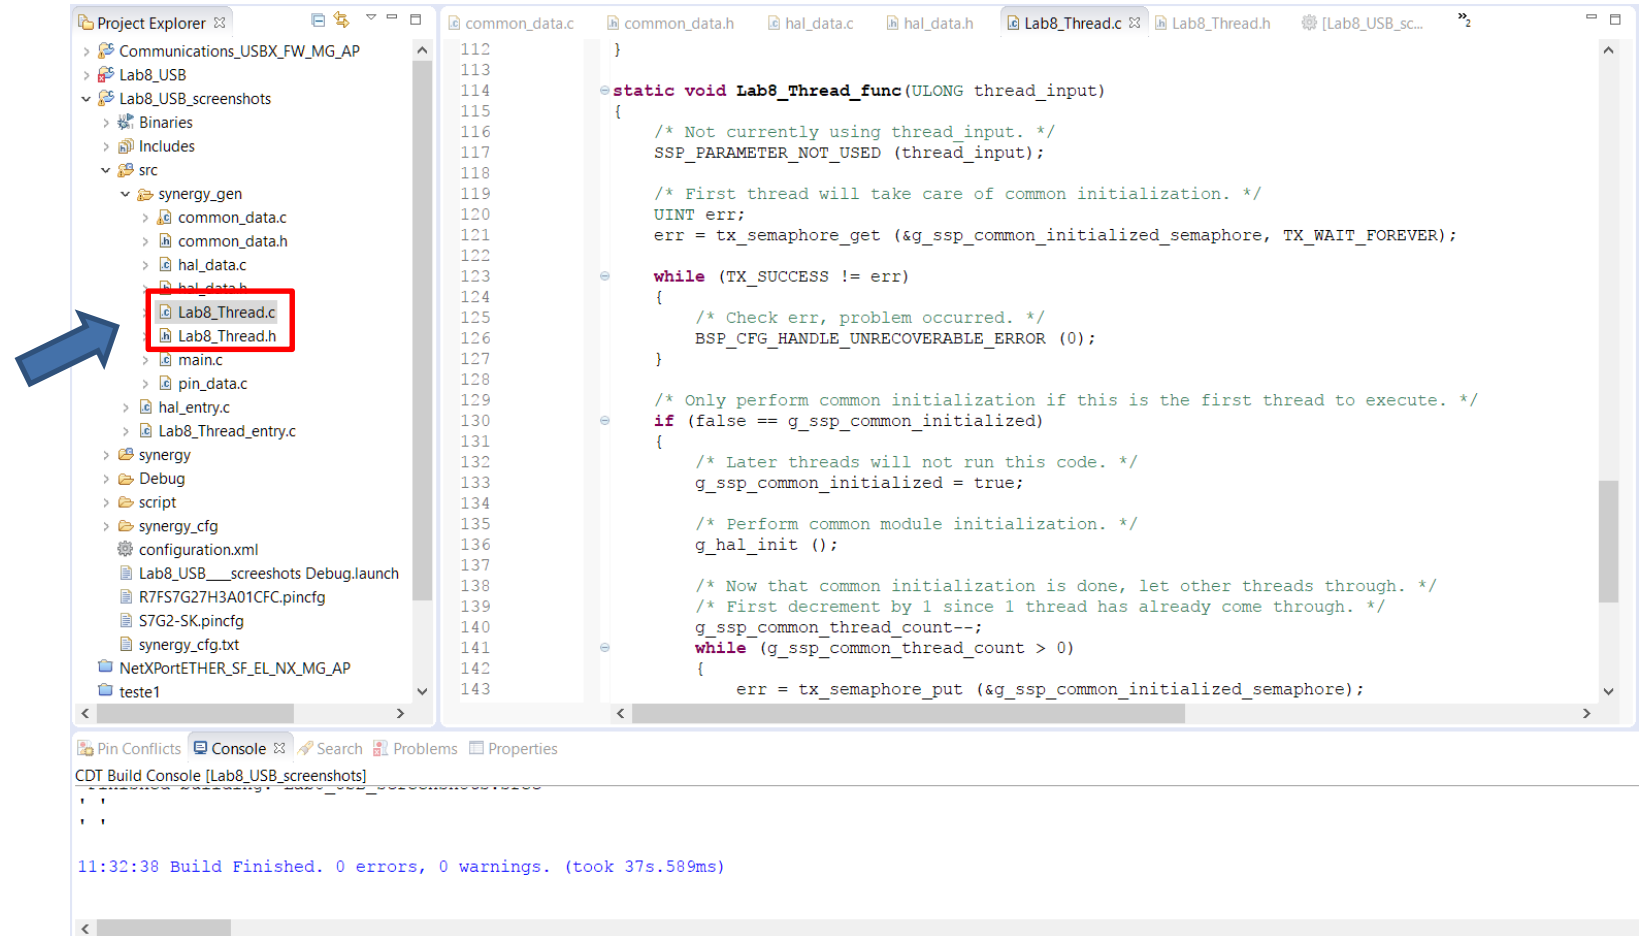 Project Explorer
Communications_USBX_FW_MG_AP
Lab8_USB
Lab8_USB_screenshots
Binaries
Includes
src
synergy_gen
common_data.c
common_data.h
hal_data.c
hal_data.h
Lab8_Thread.c
Lab8_Thread.h
main.c
pin_data.c
hal_entry.c
Lab8_Thread_entry.c
synergy
Debug
script
synergy_cfg
configuration.xml
Lab8_USB___screeshots Debug.launch
R7FS7G27H3A01CFC.pincfg
S7G2-SK.pincfg
synergy_cfg.txt
NetXPortETHER_SF_EL_NX_MG_AP
teste1
common_data.c common_data.h hal_data.c hal_data.h Lab8_Thread.c Lab8_Thread.h [Lab8_USB_sc... »2
112 }
113
114 static void Lab8_Thread_func(ULONG thread_input)
115 {
116 /* Not currently using thread_input. */
117 SSP_PARAMETER_NOT_USED (thread_input);
118
119 /* First thread will take care of common initialization. */
120 UINT err;
121 err = tx_semaphore_get (&g_ssp_common_initialized_semaphore, TX_WAIT_FOREVER);
122
123 while (TX_SUCCESS != err)
124 {
125 /* Check err, problem occurred. */
126 BSP_CFG_HANDLE_UNRECOVERABLE_ERROR (0);
127 }
128
129 /* Only perform common initialization if this is the first thread to execute. */
130 if (false == g_ssp_common_initialized)
131 {
132 /* Later threads will not run this code. */
133 g_ssp_common_initialized = true;
134
135 /* Perform common module initialization. */
136 g_hal_init ();
137
138 /* Now that common initialization is done, let other threads through. */
139 /* First decrement by 1 since 1 thread has already come through. */
140 g_ssp_common_thread_count--;
141 while (g_ssp_common_thread_count > 0)
142 {
143 err = tx_semaphore_put (&g_ssp_common_initialized_semaphore);
Pin Conflicts Console Search Problems Properties
CDT Build Console [Lab8_USB_screenshots]
'Finished building: Lab8_USB_screenshots.srec'
' '
' '
11:32:38 Build Finished. 0 errors, 0 warnings. (took 37s.589ms)